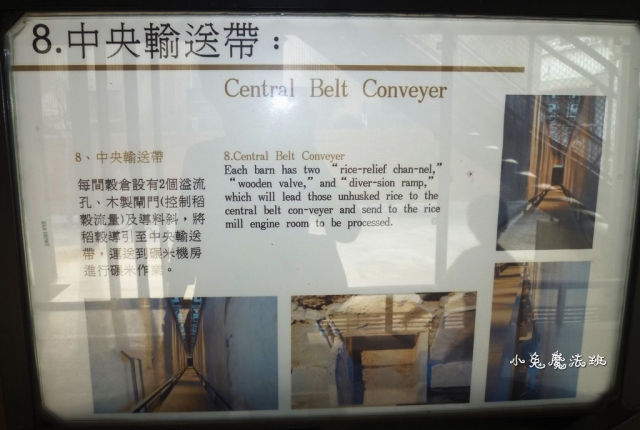 8.中央輸送帶：
Central Belt Conveyer
8、中央輸送帶
每間穀倉設有2個溢流
孔、木製閘門(控制稻
穀流量)及導料斜，將
稻穀導引至中央輸送
帶，運送到碾米機房
進行碾米作業。
8.Central Belt Conveyer
Each barn has two “rice-relief chan-nel,”
“wooden valve,” and “diver-sion ramp,”
which will lead those unhusked rice to the
central belt con-veyer and send to the rice
mill engine room to be processed.
小兔魔法班